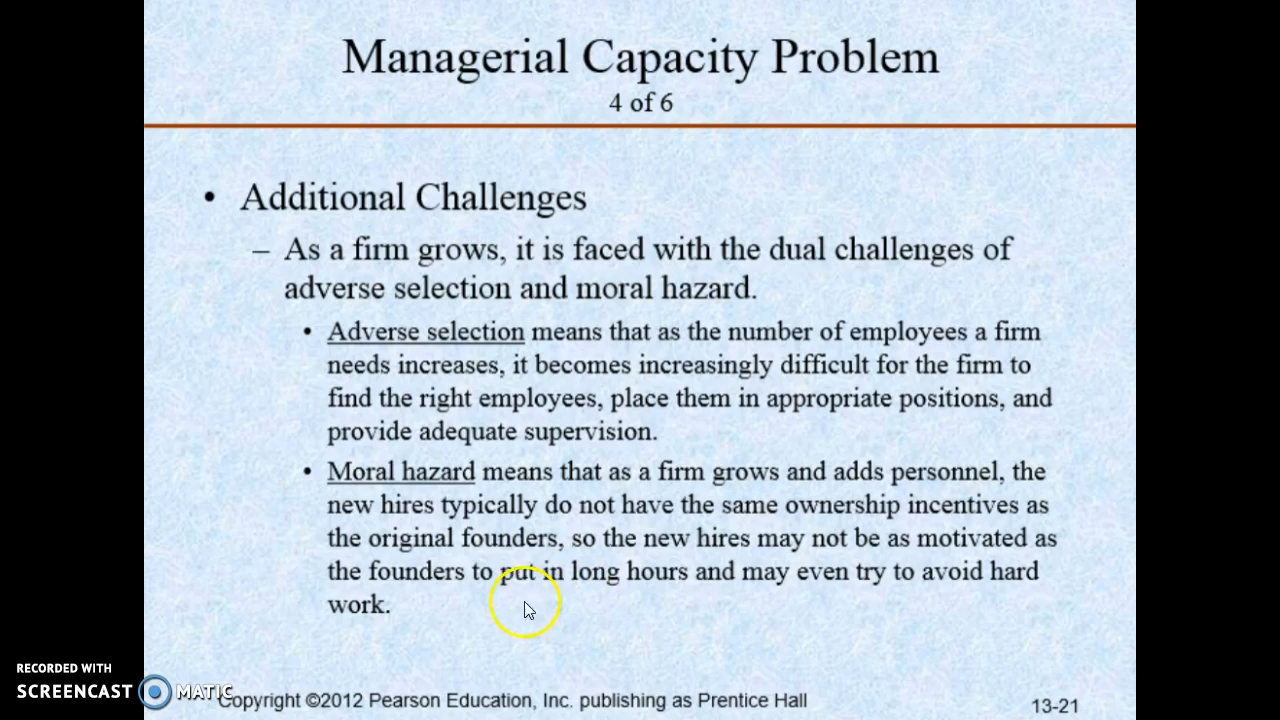 Managerial Capacity Problem
4 of 6
• Additional Challenges
– As a firm grows, it is faced with the dual challenges of
adverse selection and moral hazard.
• Adverse selection means that as the number of employees a firm
needs increases, it becomes increasingly difficult for the firm to
find the right employees, place them in appropriate positions, and
provide adequate supervision.
• Moral hazard means that as a firm grows and adds personnel, the
new hires typically do not have the same ownership incentives as
the original founders, so the new hires may not be as motivated as
the founders to put in long hours and may even try to avoid hard
work.
RECORDED WITH
SCREENCAST MATIC
Copyright ©2012 Pearson Education, Inc. publishing as Prentice Hall
13-21